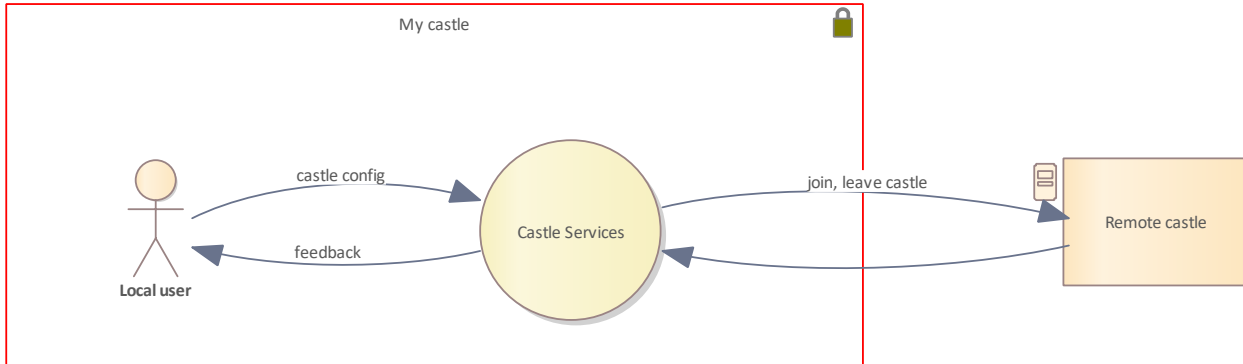 My castle
castle config
join, leave castle
Castle Services
Remote castle
feedback
Local user